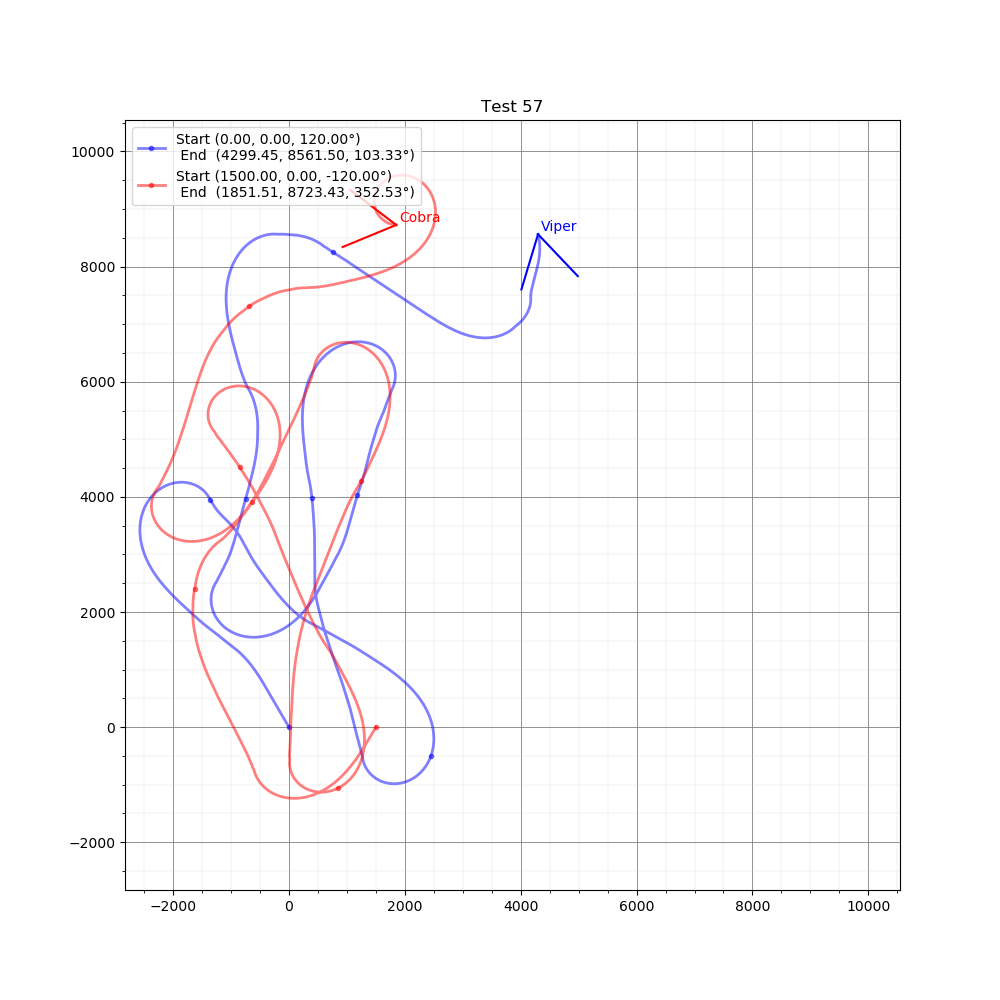 Test 57
Start (0.00, 0.00, 120.00°)
End (4299.45, 8561.50, 103.33°)
Start (1500.00, 0.00, -120.00°)
End (1851.51, 8723.43, 352.53°)
Cobra
Viper
10000
8000
6000
4000
2000
0
−2000
−2000
0
2000
4000
6000
8000
10000